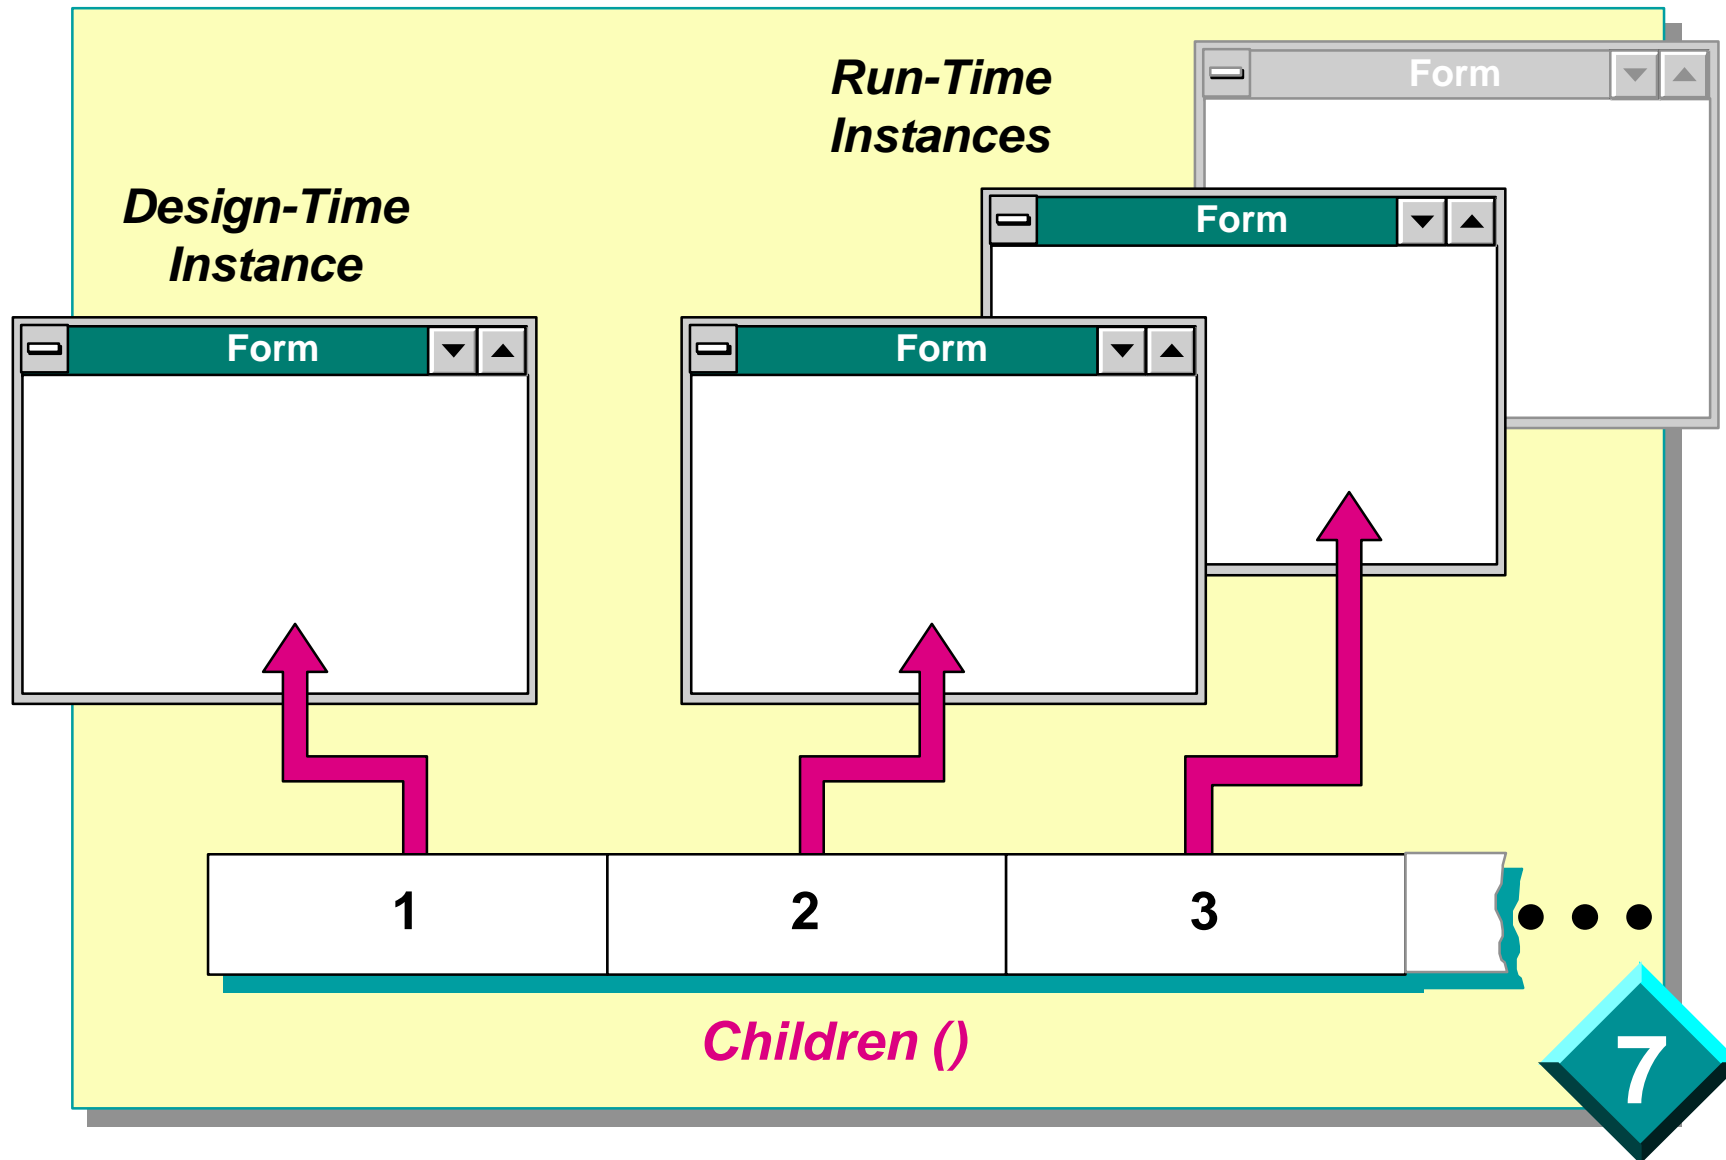 Run-Time
Instances
Form
Design-Time
Instance
Form
Form
Form
1
2
3
Children ()
7